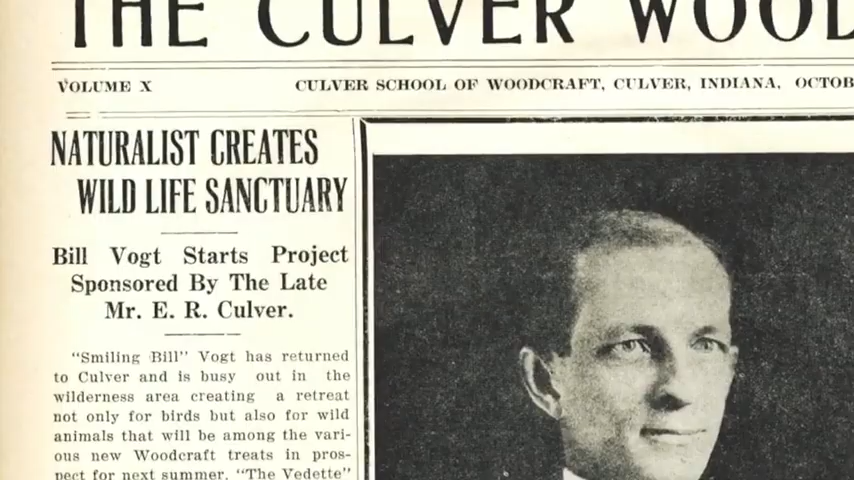 THE CULVER WOOD
VOLUME X CULVER SCHOOL OF WOODCRAFT, CULVER, INDIANA, OCTOB
NATURALIST CREATES
WILD LIFE SANCTUARY
Bill Vogt Starts Project
Sponsored By The Late
Mr. E. R. Culver.
"Smiling Bill" Vogt has returned
to Culver and is busy out in the
wilderness area creating a retreat
not only for birds but also for wild
animals that will be among the vari-
ous new Woodcraft treats in pros-
pect for next summer. "The Vedette"